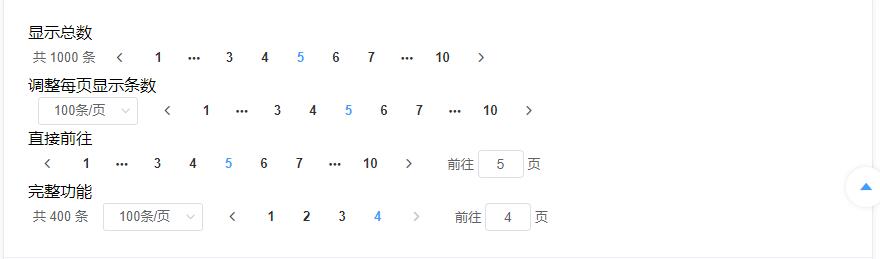 显示总数
共 1000 条 < 1 ••• 3 4 5 6 7 ••• 10 >
调整每页显示条数
100条/页 < 1 ••• 3 4 5 6 7 ••• 10 >
直接前往
< 1 ••• 3 4 5 6 7 ••• 10 > 前往 5 页
完整功能
共 400 条 100条/页 < 1 2 3 4 > 前往 4 页